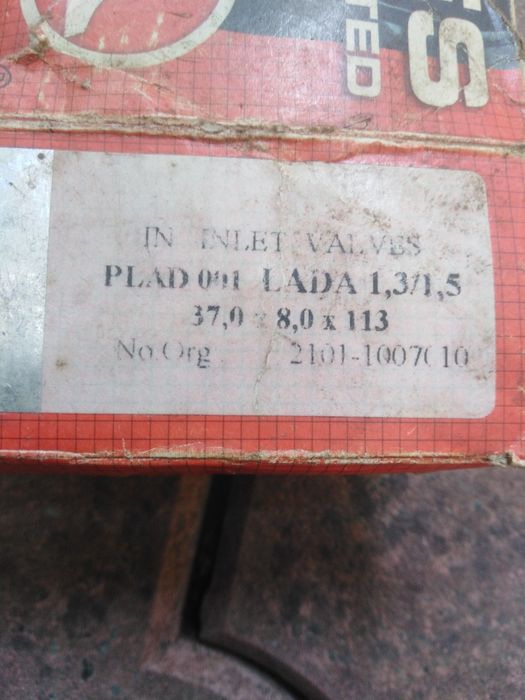 TED
IN INLET VALVES
PLAD 001 LADA 1,3/1,5
37,0 x 8,0 x 113
No.Org 2101-1007010